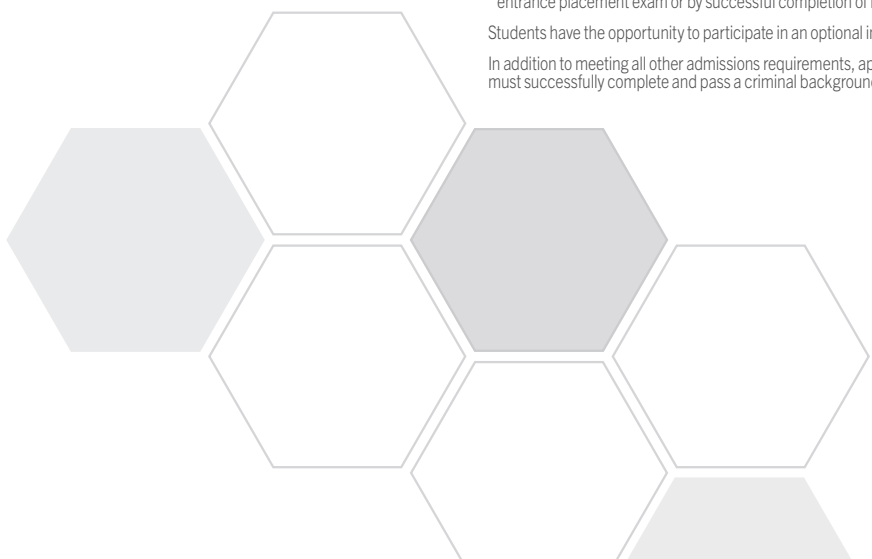 entrance placement exam or by successful completion of
Students have the opportunity to participate in an optional
In addition to meeting all other admissions requirements,
must successfully complete and pass a criminal background